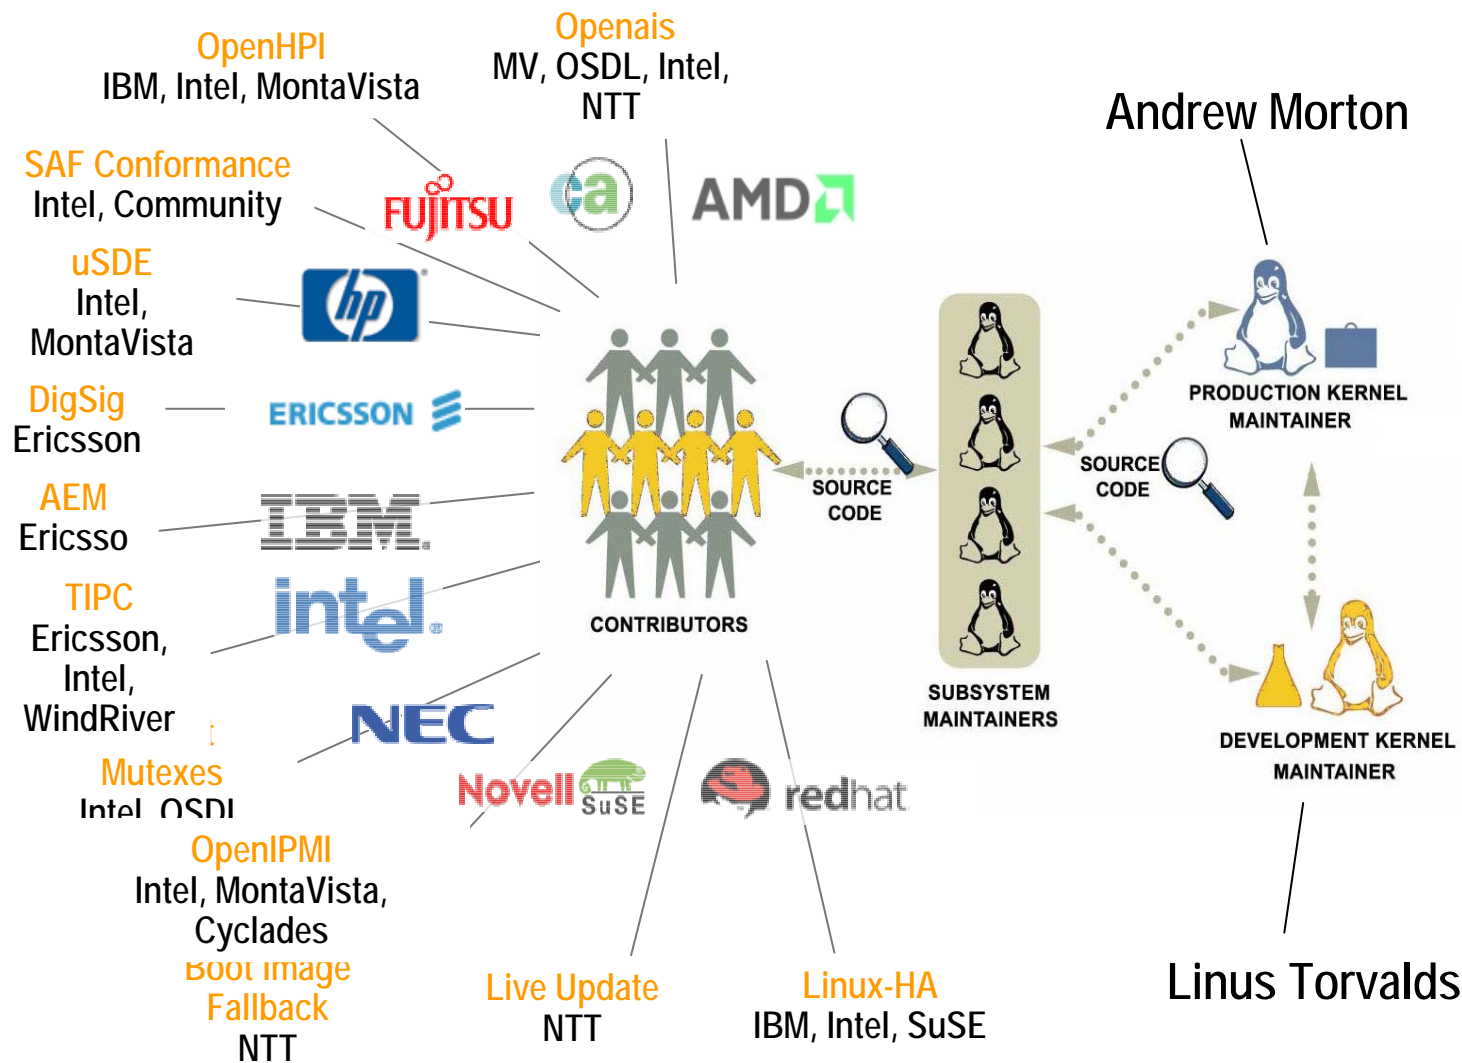 OpenHPI
IBM, Intel, MontaVista
Openais
MV, OSDL, Intel,
NTT
Andrew Morton
SAF Conformance
Intel, Community
FUJITSU
ca
AMD
uSDE
Intel,
MontaVista
hp
DigSig
Ericsson
ERICSSON
AEM
Ericsso
IBM
TIPC
Ericsson,
Intel,
WindRiver
intel
Mutexes
Intel, OSDL
NEC
Novell
SuSE
redhat
CONTRIBUTORS
SOURCE
CODE
SUBSYSTEM
MAINTAINERS
SOURCE
CODE
PRODUCTION KERNEL
MAINTAINER
DEVELOPMENT KERNEL
MAINTAINER
OpenIPMI
Intel, MontaVista,
Cyclades
Boot Image
Fallback
NTT
Live Update
NTT
Linux-HA
IBM, Intel, SuSE
Linus Torvalds